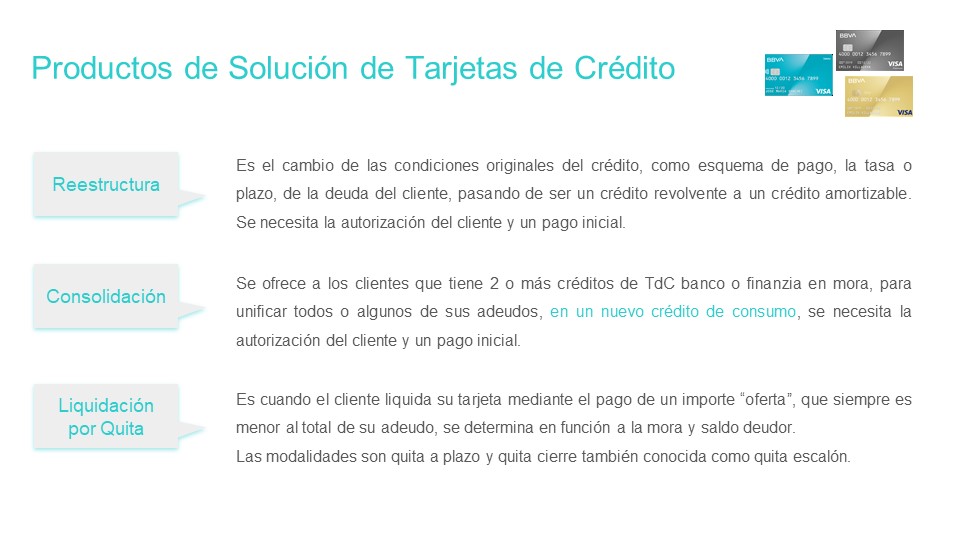 Productos de Solución de Tarjetas de Crédito
BBVA
4000 0012 3456 7899
VISA
BBVA
4000 0012 3456 7899
VISA
BBVA
4000 0012 3456 7899
VISA
Reestructura
Es el cambio de las condiciones originales del crédito, como esquema de pago, la tasa o
plazo, de la deuda del cliente, pasando de ser un crédito revolvente a un crédito amortizable.
Se necesita la autorización del cliente y un pago inicial.
Consolidación
Se ofrece a los clientes que tiene 2 o más créditos de TdC banco o finanzia en mora, para
unificar todos o algunos de sus adeudos, en un nuevo crédito de consumo, se necesita la
autorización del cliente y un pago inicial.
Liquidación
por Quita
Es cuando el cliente liquida su tarjeta mediante el pago de un importe “oferta”, que siempre es
menor al total de su adeudo, se determina en función a la mora y saldo deudor.
Las modalidades son quita a plazo y quita cierre también conocida como quita escalón.